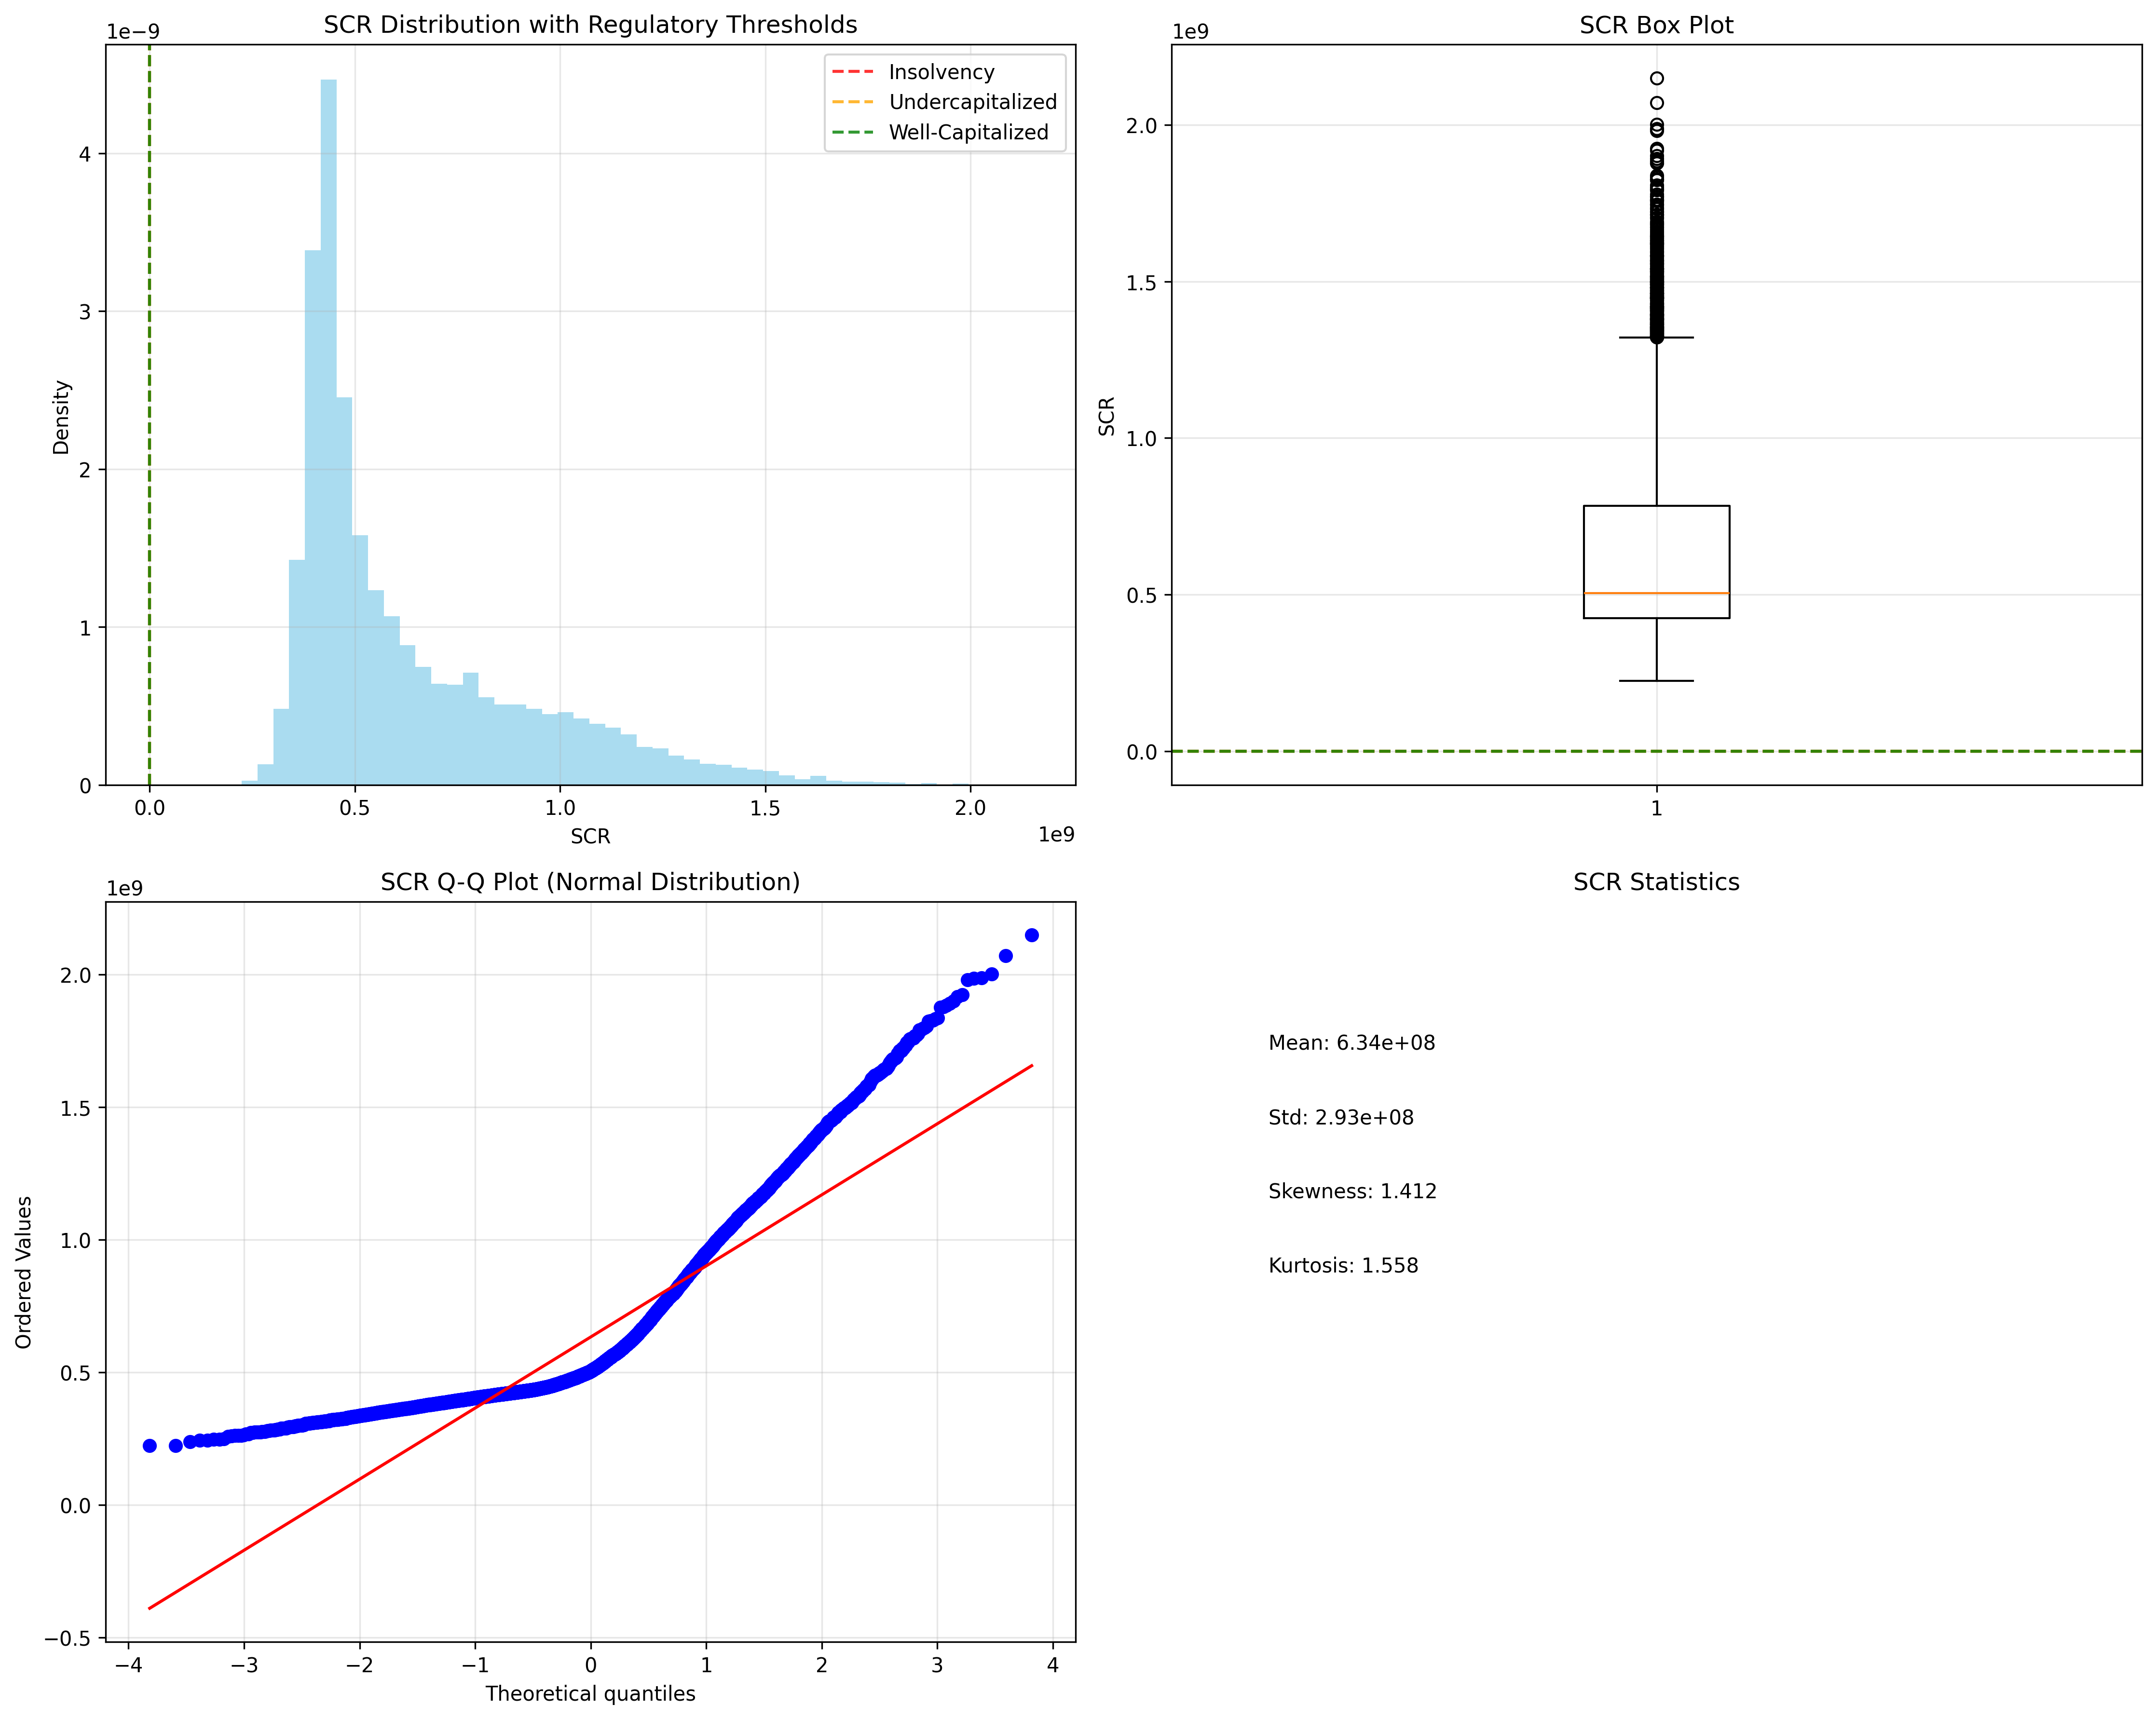 SCR Distribution with Regulatory Thresholds
1e−9
Density
4
3
2
1
0
Insolvency
Undercapitalized
Well-Capitalized
0.0 0.5 1.0 1.5 2.0
SCR
1e9
SCR Box Plot
1e9
SCR
2.0
1.5
1.0
0.5
0.0
1
SCR Q-Q Plot (Normal Distribution)
1e9
Ordered Values
2.0
1.5
1.0
0.5
0.0
−0.5
−4 −3 −2 −1 0 1 2 3 4
Theoretical quantiles
SCR Statistics
Mean: 6.34e+08
Std: 2.93e+08
Skewness: 1.412
Kurtosis: 1.558